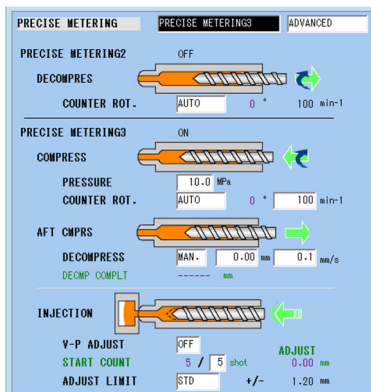 PRECISE METERING PRECISE METERING3 ADVANCED
PRECISE METERING2 OFF
DECOMPRES
COUNTER ROT. AUTO 0 ° 100 min-1
PRECISE METERING3 ON
COMPRESS
PRESSURE 10.0 MPa
COUNTER ROT. AUTO 0 ° 100 min-1
AFT CMPRS
DECOMPRESS MAN. 0.00 mm 0.1 mm/s
DECMP COMPLT ------ mm
INJECTION
V-P ADJUST OFF ADJUST
START COUNT 5 / 5 shot 0.00 mm
ADJUST LIMIT STD +/- 1.20 mm